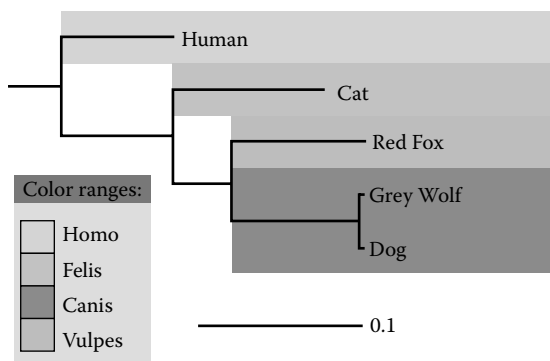 Human
Cat
Red Fox
Grey Wolf
Dog
Color ranges:
Homo
Felis
Canis
Vulpes
0.1